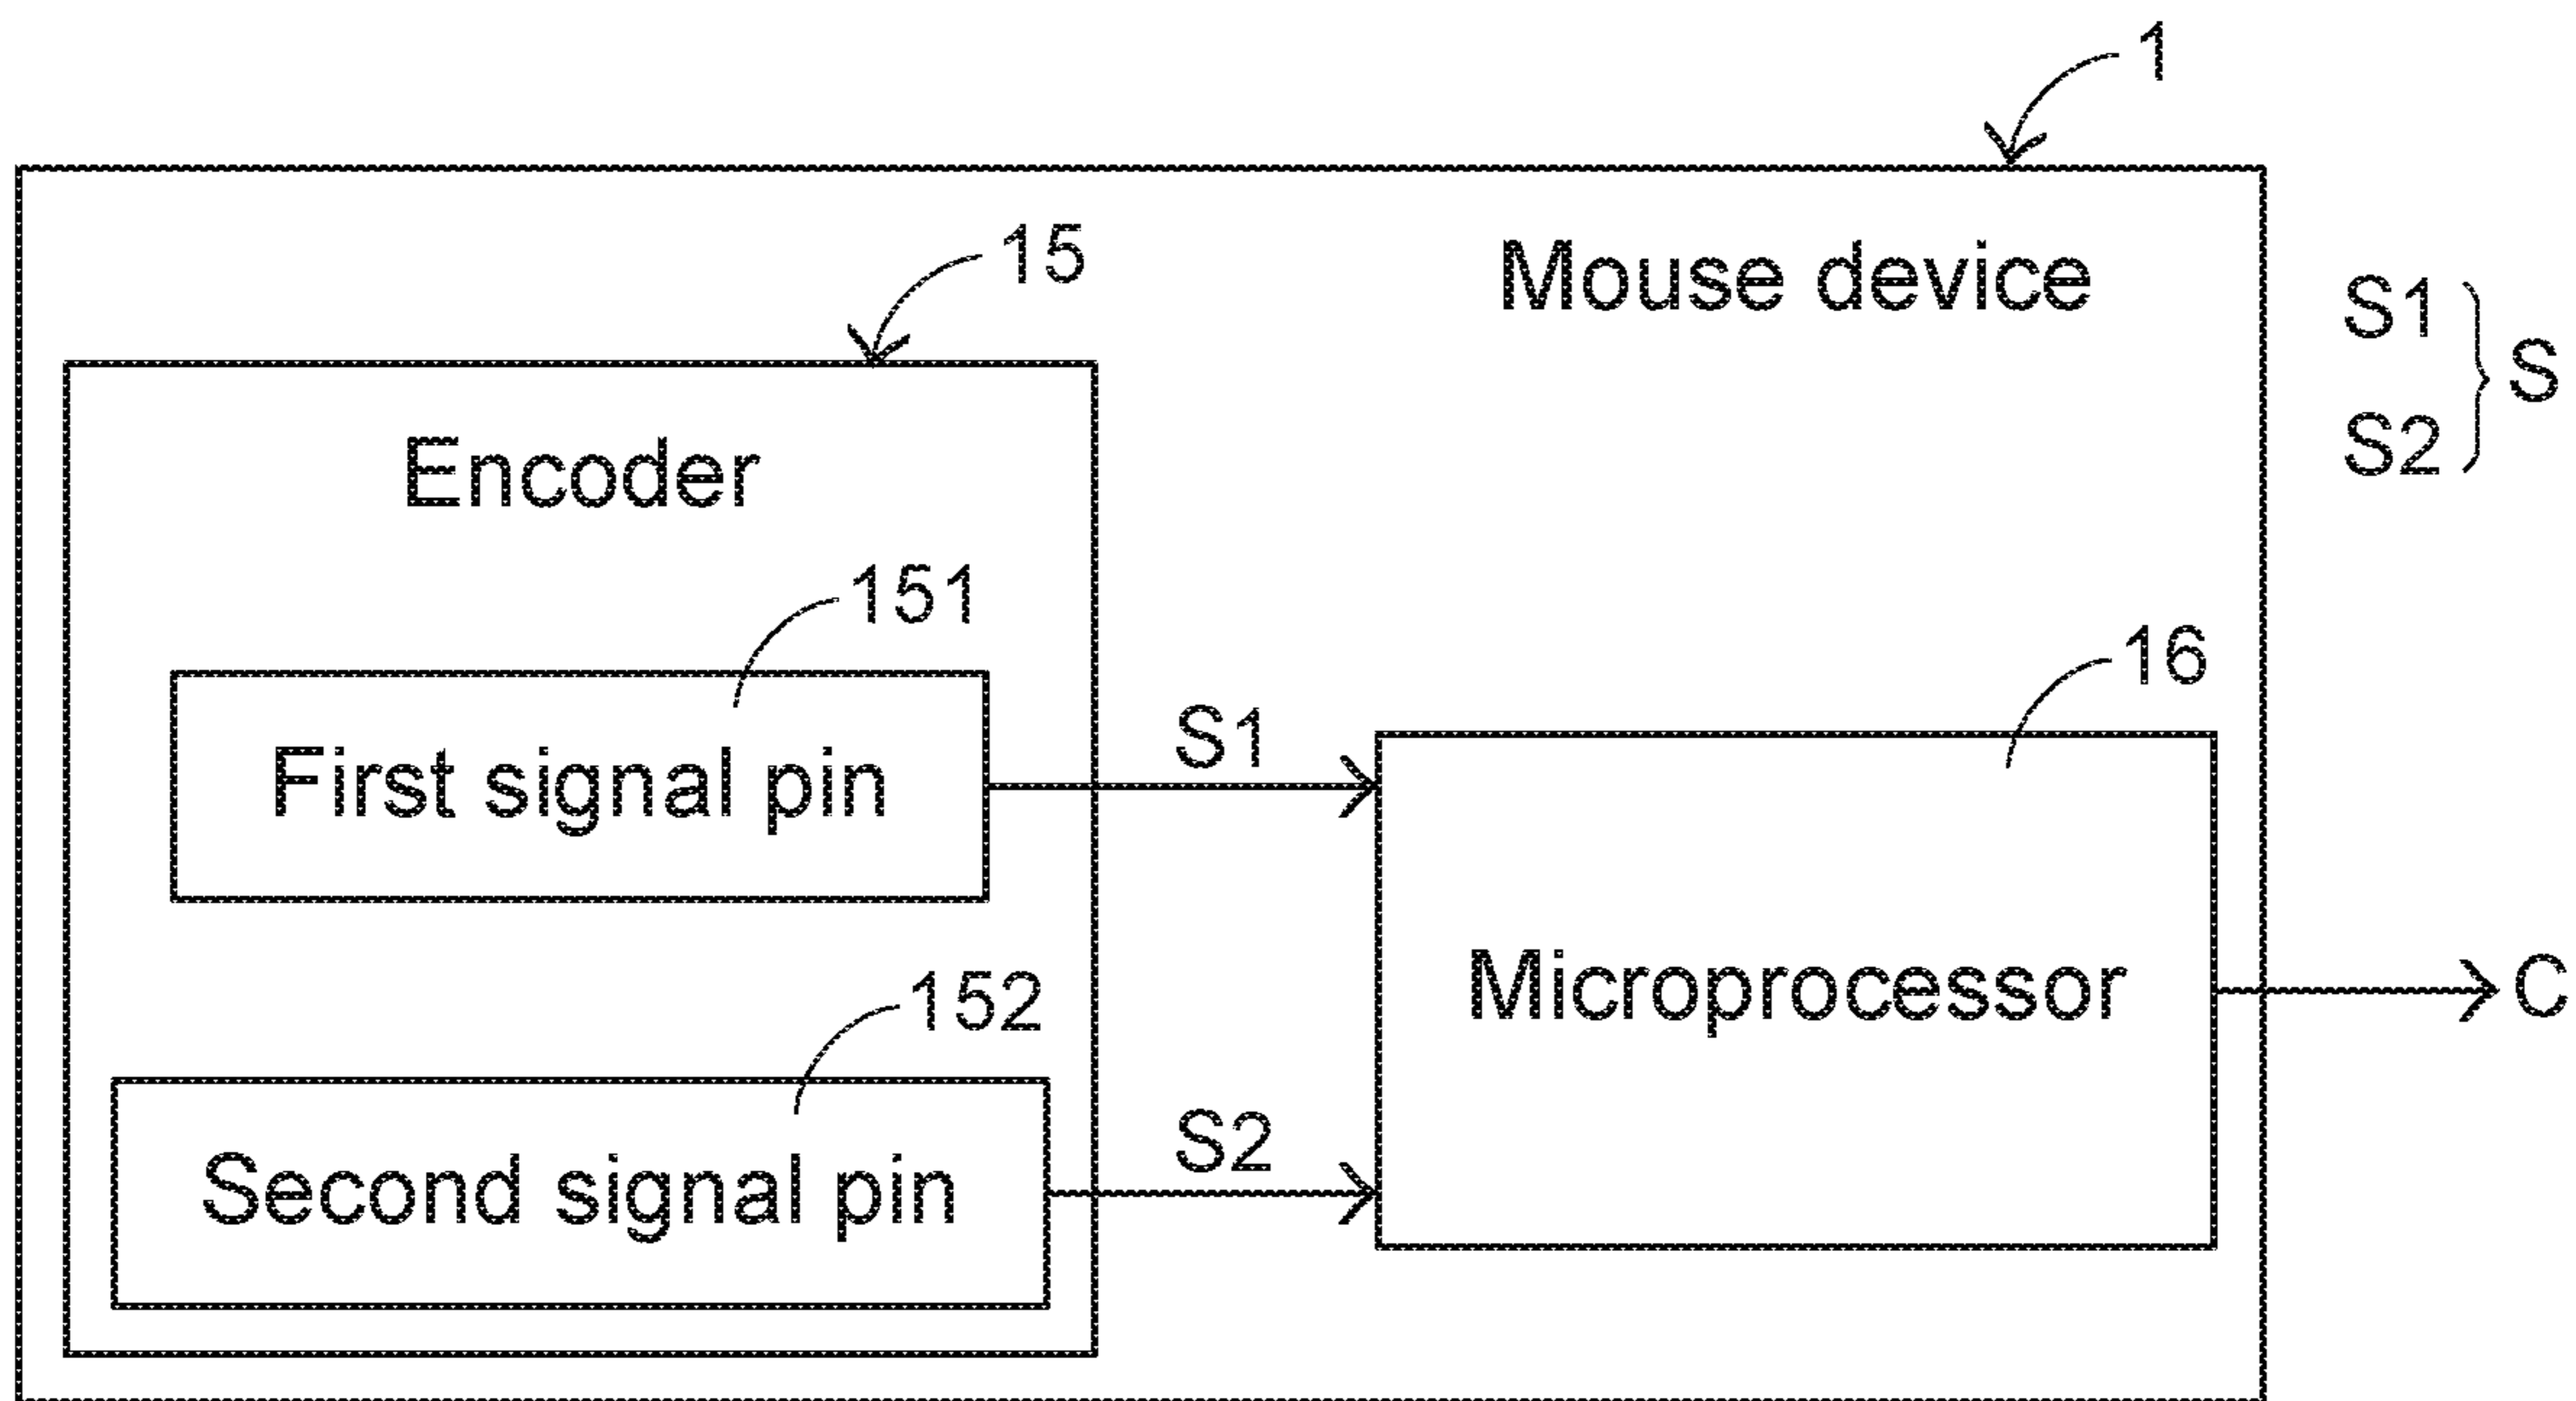 1
15
Mouse device
S1
S
S2
Encoder
151
First signal pin
S1
16
Microprocessor
C
152
Second signal pin
S2